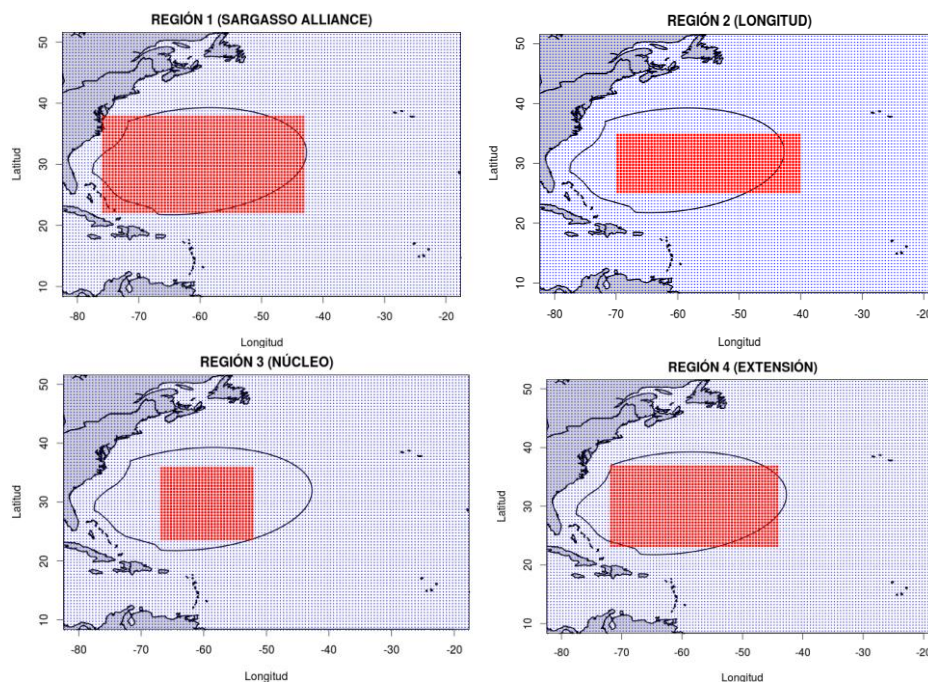 REGIÓN 1 (SARGASSO ALLIANCE)
Latitud
50
40
30
20
10
-80 -70 -60 -50 -40 -30 -20
Longitud
REGIÓN 2 (LONGITUD)
Latitud
50
40
30
20
10
-80 -70 -60 -50 -40 -30 -20
Longitud
REGIÓN 3 (NÚCLEO)
Latitud
50
40
30
20
10
-80 -70 -60 -50 -40 -30 -20
Longitud
REGIÓN 4 (EXTENSIÓN)
Latitud
50
40
30
20
10
-80 -70 -60 -50 -40 -30 -20
Longitud